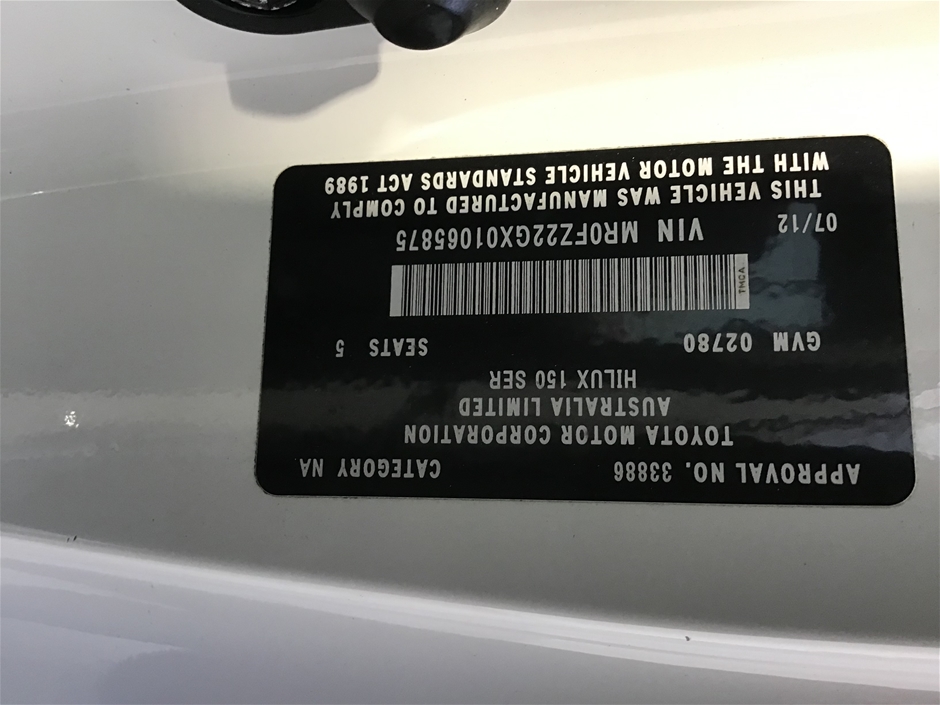 APPROVAL NO. 33886 CATEGORY NA
TOYOTA MOTOR CORPORATION
AUSTRALIA LIMITED
HILUX 150 SER
GVM 02780 SEATS 5
TMCA
VIN MR0FZ22GX01065875
07/12 THIS VEHICLE WAS MANUFACTURED TO COMPLY
WITH THE MOTOR VEHICLE STANDARDS ACT 1989